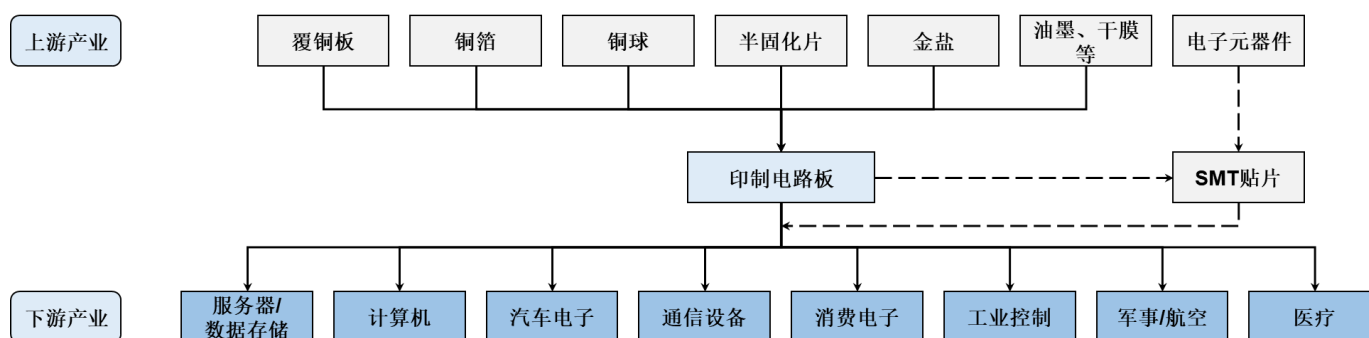 上游产业
覆铜板
铜箔
铜球
半固化片
金盐
油墨、干膜
等
电子元器件
印制电路板
SMT贴片
下游产业
服务器/
数据存储
计算机
汽车电子
通信设备
消费电子
工业控制
军事/航空
医疗